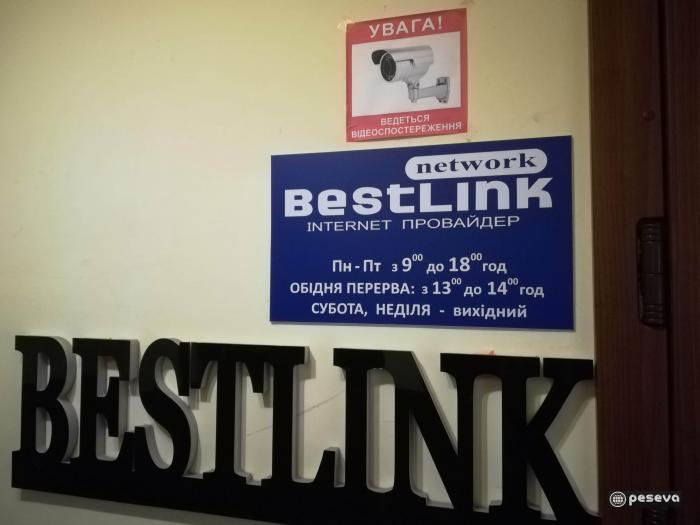 УВАГА!
ВЕДЕТЬСЯ
ВІДЕОСПОСТЕРЕЖЕННЯ
network
BestLink
INTERNET ПРОВАЙДЕР
Пн - Пт з 9⁰⁰ до 18⁰⁰ год
ОБІДНЯ ПЕРЕРВА: з 13⁰⁰ до 14⁰⁰ год
СУБОТА, НЕДІЛЯ - вихідний
BESTLINK
peseva